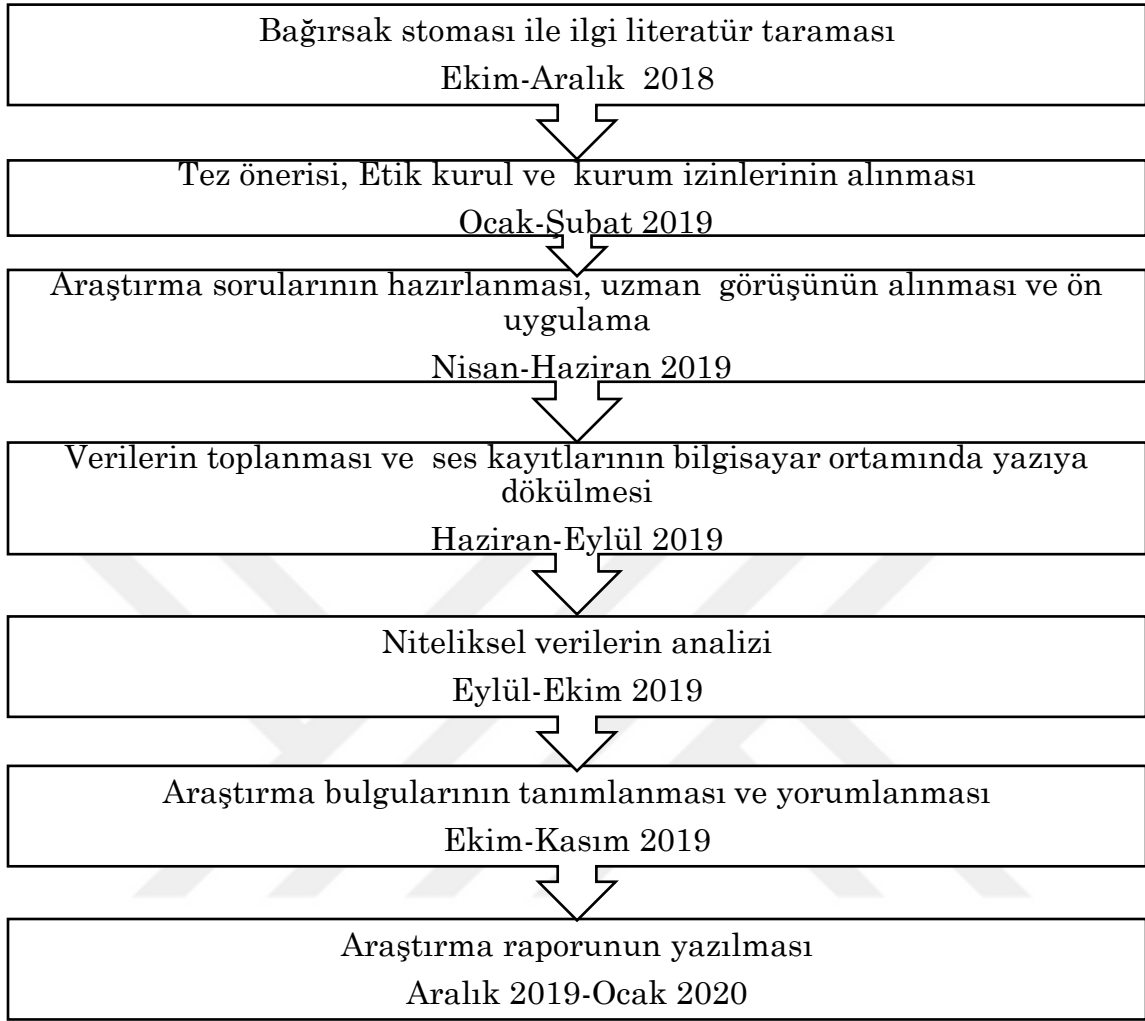 Bağırsak stoması ile ilgi literatür taraması
Ekim-Aralık 2018
Tez önerisi, Etik kurul ve kurum izinlerinin alınması
Ocak-Şubat 2019
Araştırma sorularının hazırlanması, uzman görüşünün alınması ve ön
uygulama
Nisan-Haziran 2019
Verilerin toplanması ve ses kayıtlarının bilgisayar ortamında yazıya
dökülmesi
Haziran-Eylül 2019
Niteliksel verilerin analizi
Eylül-Ekim 2019
Araştırma bulgularının tanımlanması ve yorumlanması
Ekim-Kasım 2019
Araştırma raporunun yazılması
Aralık 2019-Ocak 2020